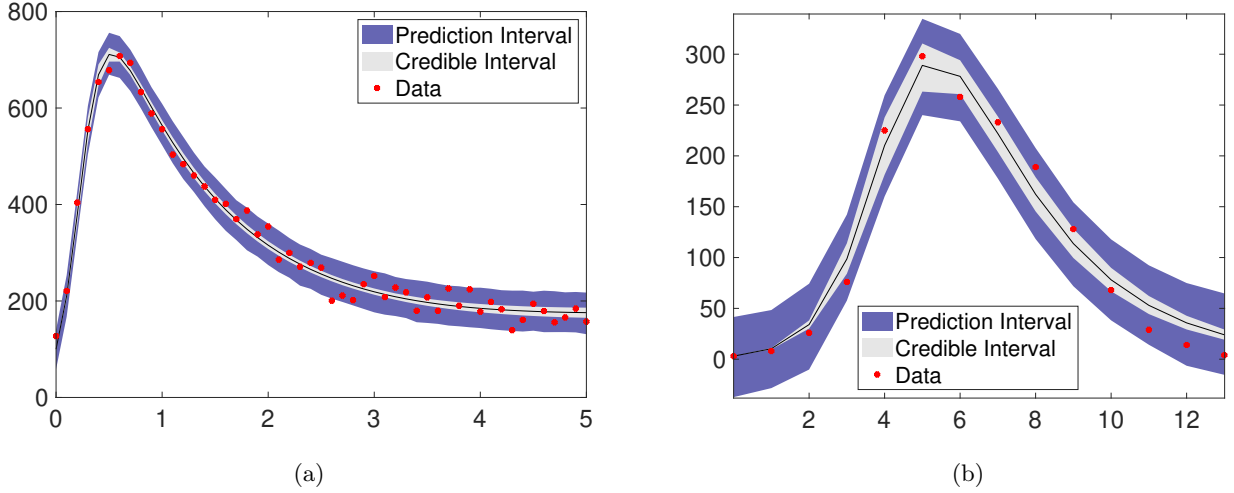 800
600
400
200
0
0 1 2 3 4 5
Prediction Interval
Credible Interval
Data
(a)
300
250
200
150
100
50
0
2 4 6 8 10 12
Prediction Interval
Credible Interval
Data
(b)